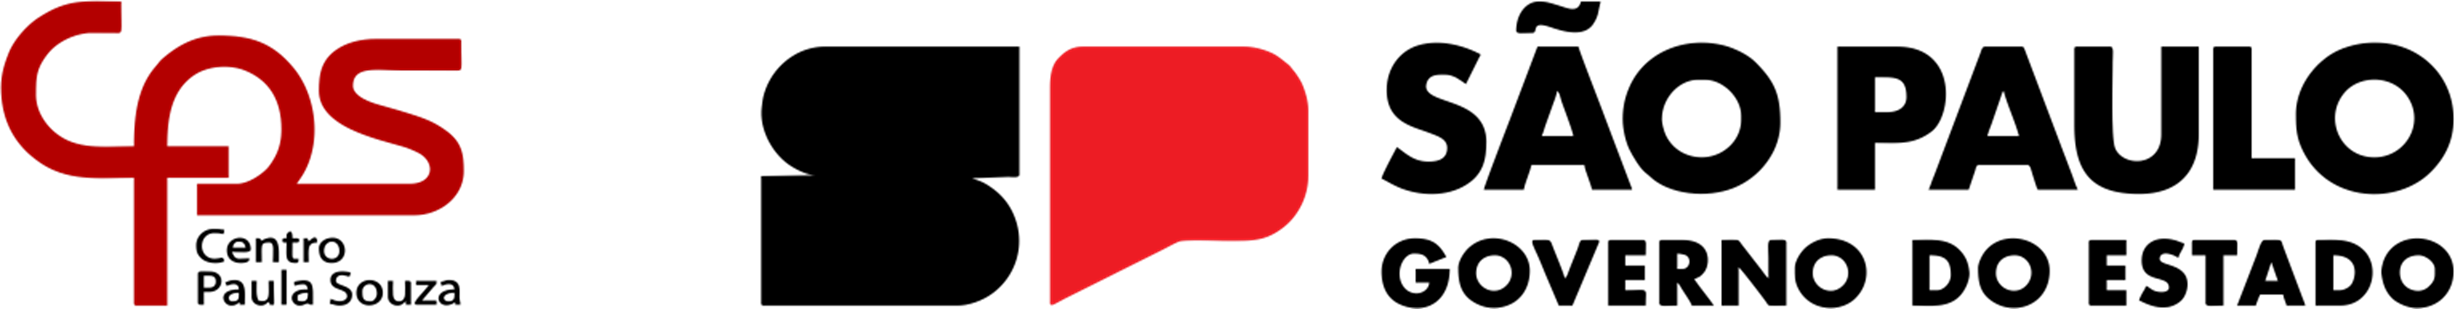 CPS
Centro
Paula Souza
SP
SÃO PAULO
GOVERNO DO ESTADO